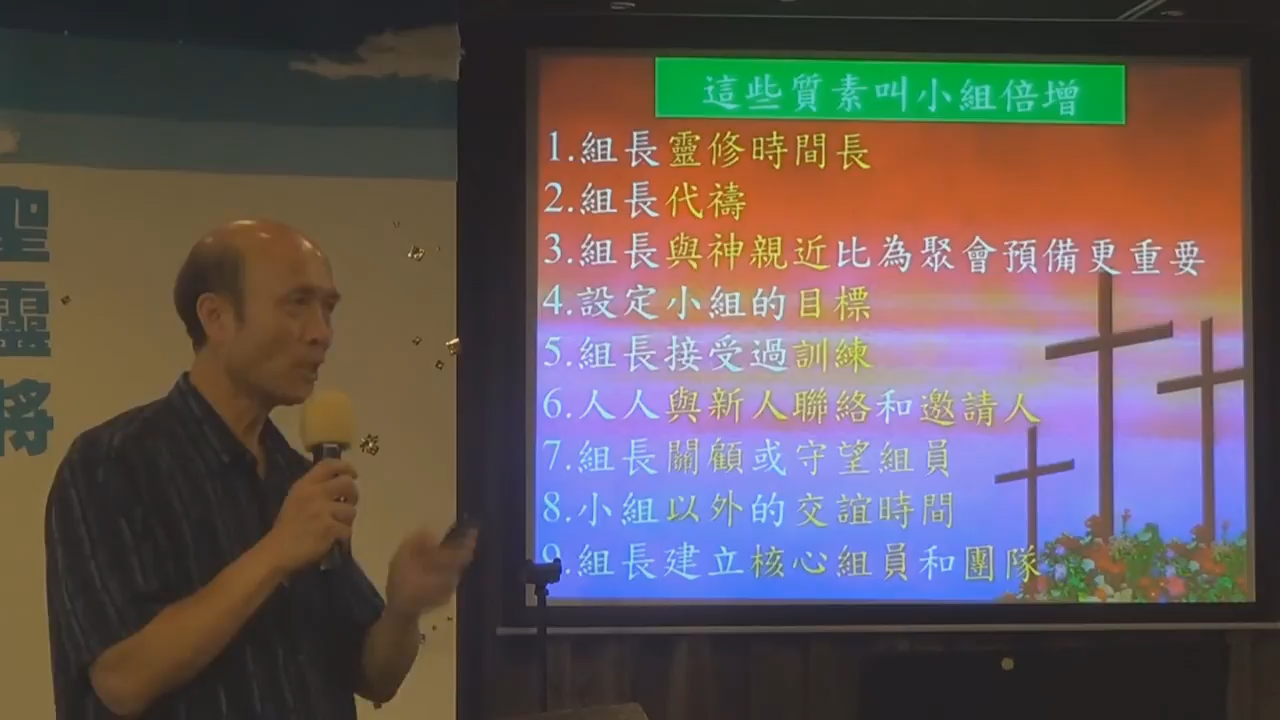 這些質素叫小組倍增
1.組長靈修時間長
2.組長代禱
3.組長與神親近比為聚會預備更重要
4.設定小組的目標
5.組長接受過訓練
6.人人與新人聯絡和邀請人
7.組長關顧或守望組員
8.小組以外的交誼時間
9.組長建立核心組員和團隊
聖靈將
福